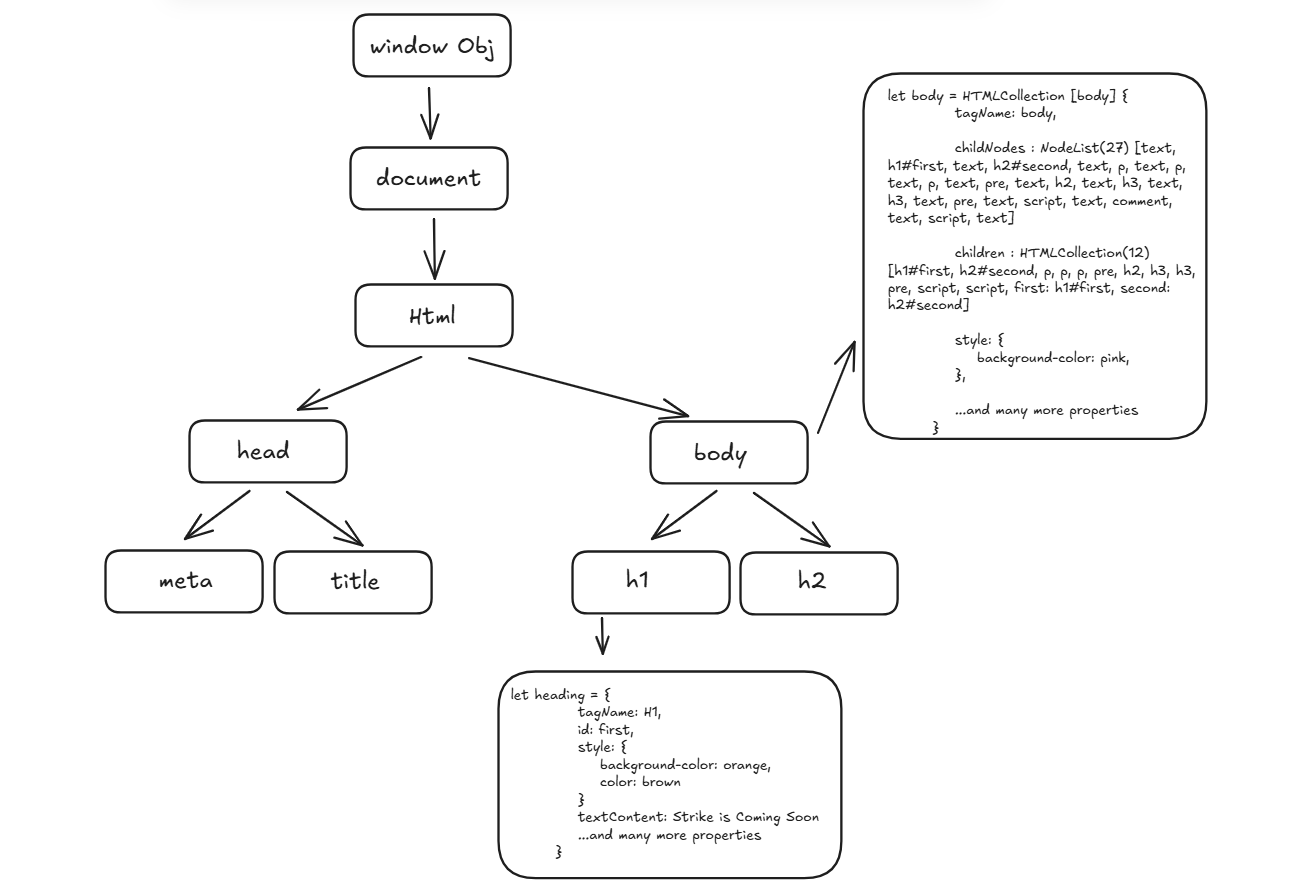 window Obj
document
Html
head
body
meta
title
h1
h2
let body = HTMLCollection [body] {
tagName: body,
childNodes : NodeList(27) [text,
h1#first, text, h2#second, text, p, text, p,
text, p, text, pre, text, h2, text, h3, text,
h3, text, pre, text, script, text, comment,
text, script, text]
children : HTMLCollection(12)
[h1#first, h2#second, p, p, p, pre, h2, h3, h3,
pre, script, script, first: h1#first, second:
h2#second]
style: {
background-color: pink,
},
...and many more properties
}
let heading = {
tagName: H1,
id: first,
style: {
background-color: orange,
color: brown
}
textContent: Strike is Coming Soon
...and many more properties
}